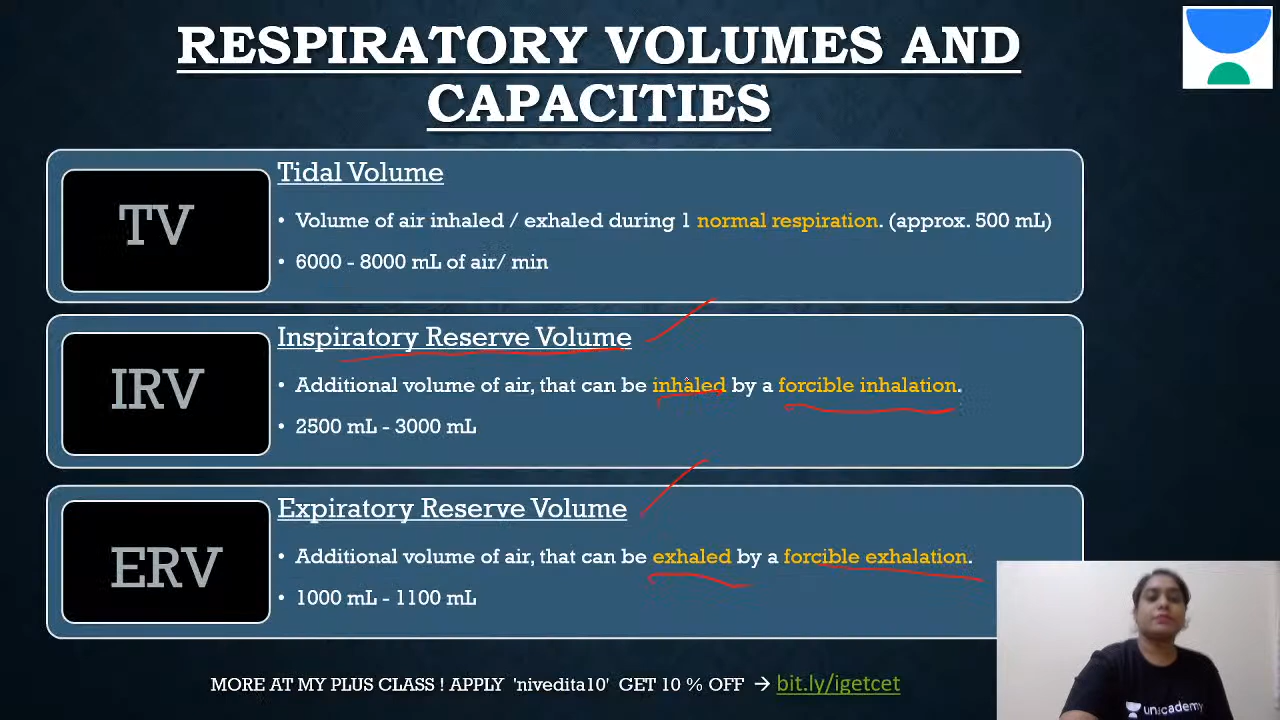 RESPIRATORY VOLUMES AND
CAPACITIES
TV
Tidal Volume
• Volume of air inhaled / exhaled during 1 normal respiration. (approx. 500 mL)
• 6000 - 8000 mL of air/ min
IRV
Inspiratory Reserve Volume
• Additional volume of air, that can be inhaled by a forcible inhalation.
• 2500 mL - 3000 mL
ERV
Expiratory Reserve Volume
• Additional volume of air, that can be exhaled by a forcible exhalation.
• 1000 mL - 1100 mL
MORE AT MY PLUS CLASS ! APPLY 'nivedita10' GET 10 % OFF → bit.ly/igetcet
unacademy